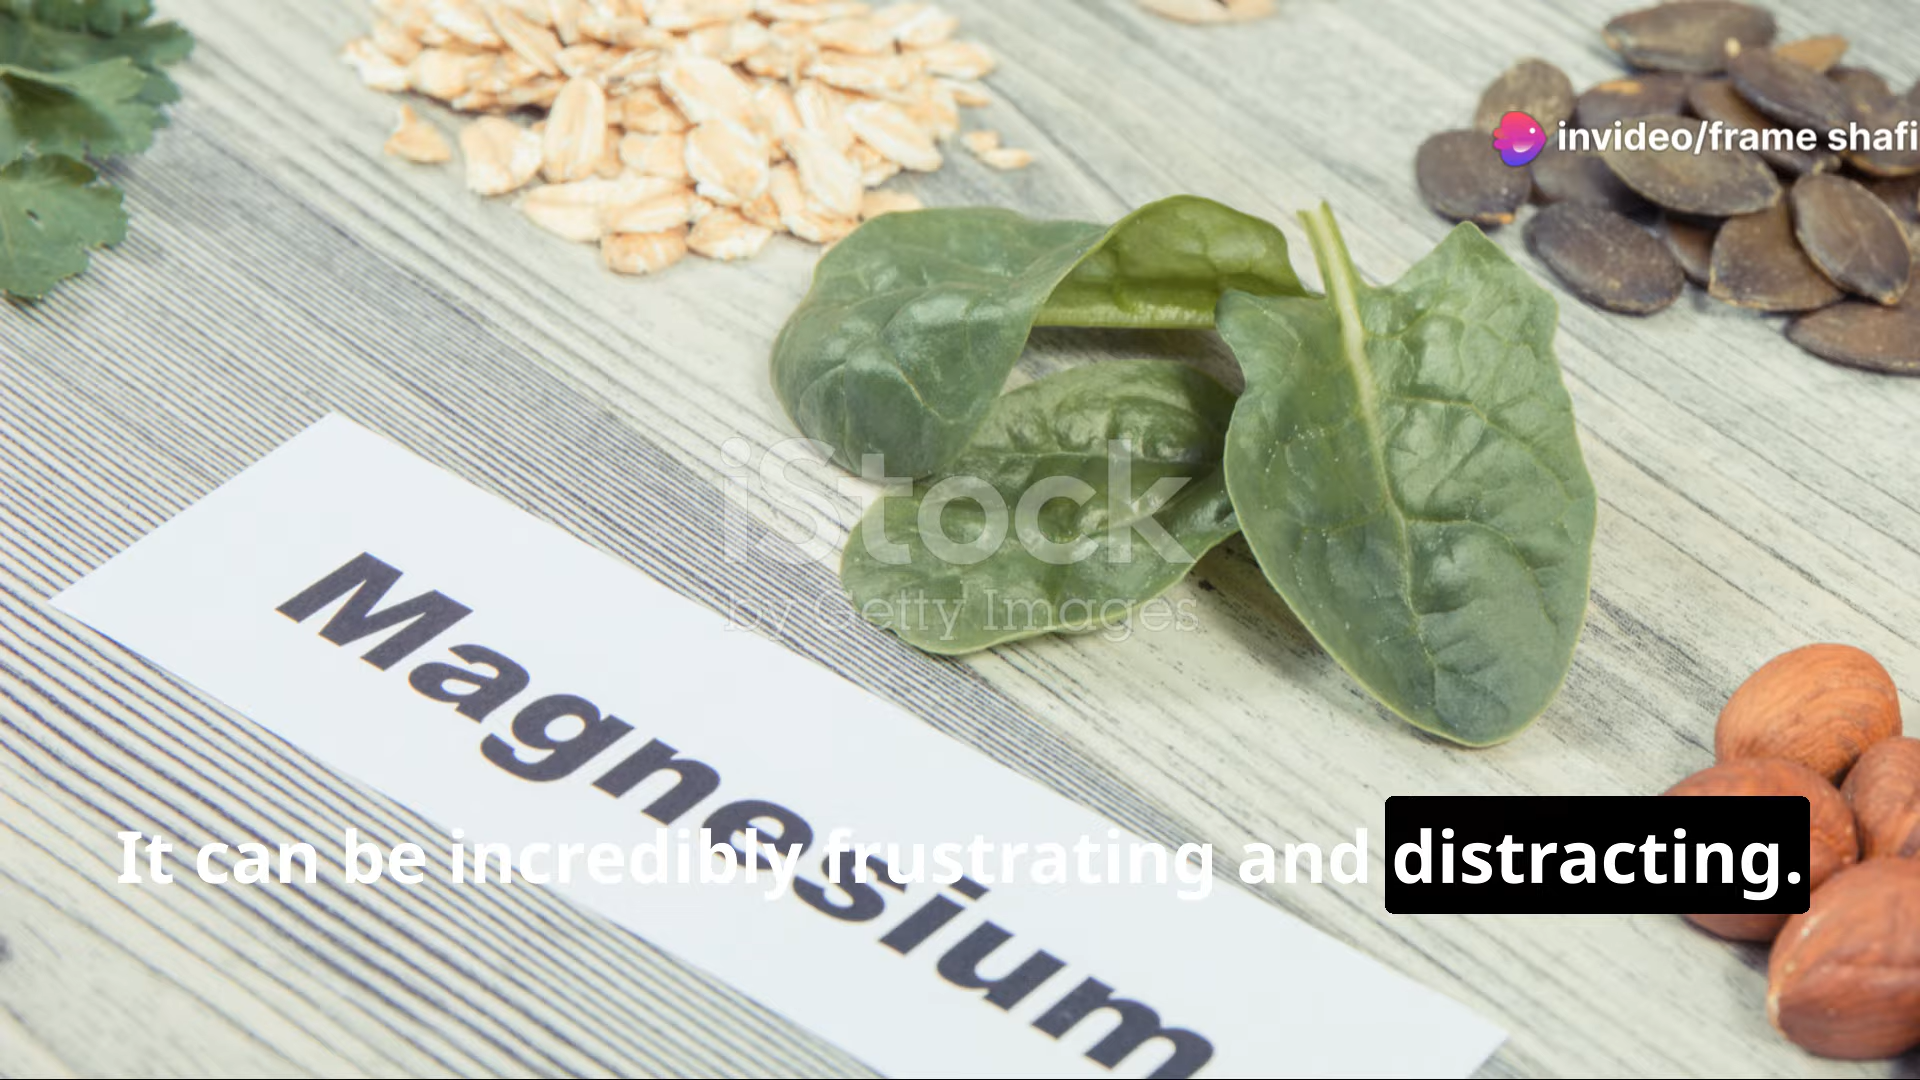 invideo/frame shafi
iStock
by Getty Images
Magnesium
It can be incredibly frustrating and distracting.